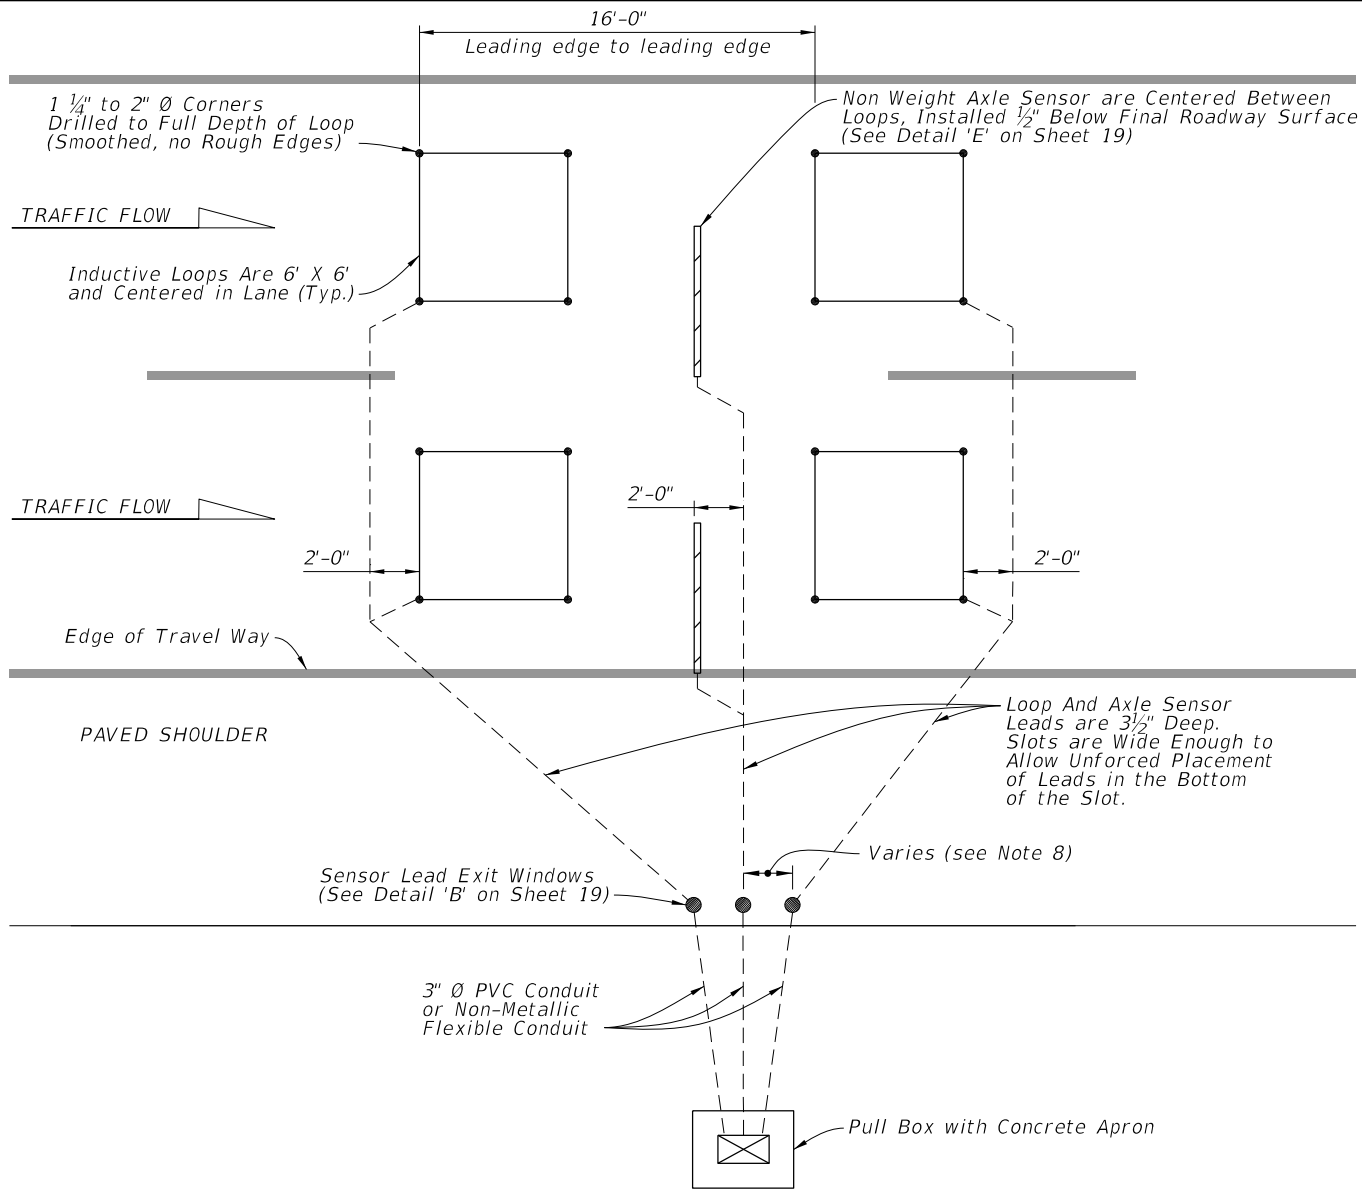 16'-0"
Leading edge to leading edge
1 ¼" to 2" Ø Corners
Drilled to Full Depth of Loop
(Smoothed, no Rough Edges)
Non Weight Axle Sensor are Centered Between
Loops, Installed ½" Below Final Roadway Surface
(See Detail 'E' on Sheet 19)
TRAFFIC FLOW
Inductive Loops Are 6' X 6'
and Centered in Lane (Typ.)
TRAFFIC FLOW
2'-0"
2'-0"
2'-0"
Edge of Travel Way
PAVED SHOULDER
Loop And Axle Sensor
Leads are 3½" Deep.
Slots are Wide Enough to
Allow Unforced Placement
of Leads in the Bottom
of the Slot.
Varies (see Note 8)
Sensor Lead Exit Windows
(See Detail 'B' on Sheet 19)
3" Ø PVC Conduit
or Non-Metallic
Flexible Conduit
Pull Box with Concrete Apron